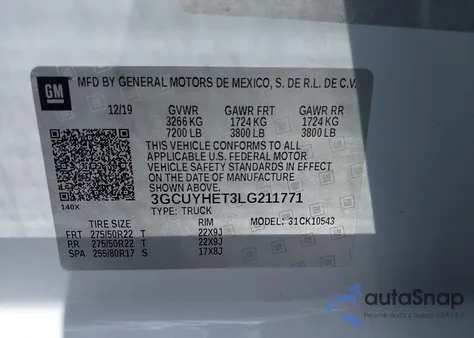 GM
MFD BY GENERAL MOTORS DE MEXICO, S. DE R.L. DE C.V.
12/19 GVWR GAWR FRT GAWR RR
3266 KG 1724 KG 1724 KG
7200 LB 3800 LB 3800 LB
THIS VEHICLE CONFORMS TO ALL
APPLICABLE U.S. FEDERAL MOTOR
VEHICLE SAFETY STANDARDS IN EFFECT
ON THE DATE OF MANUFACTURE
SHOWN ABOVE.
3GCUYHET3LG211771
140X TYPE: TRUCK MODEL: 31CK10543
TIRE SIZE RIM
FRT 275/50R22 T 22X9J
RR 275/50R22 T 22X9J
SPA 255/80R17 S 17X8J
autoSnap